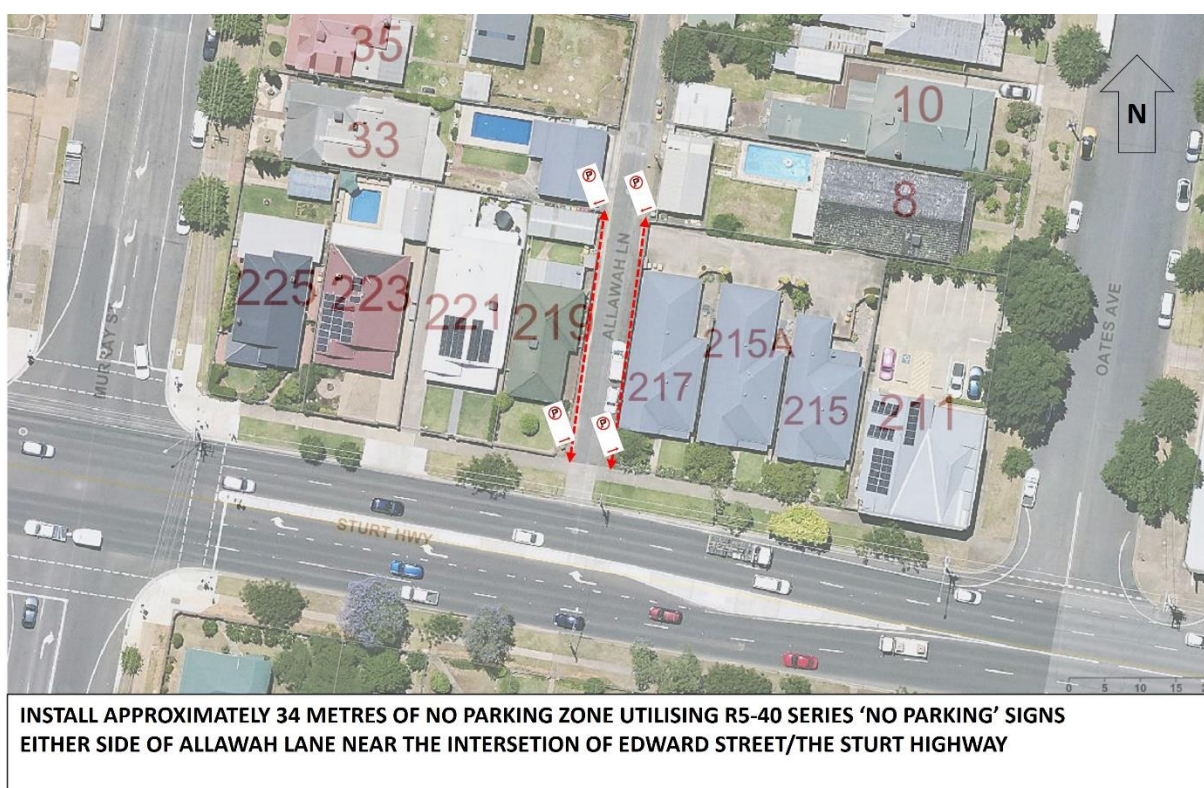 35
33
10
N
8
ALLAWAH LN
225
223
221
219
215A
217
215
211
MURRAY S
OATES AVE
STURT HWY
P
P
P
P
0 5 10 15
INSTALL APPROXIMATELY 34 METRES OF NO PARKING ZONE UTILISING R5-40 SERIES ‘NO PARKING’ SIGNS
EITHER SIDE OF ALLAWAH LANE NEAR THE INTERSETION OF EDWARD STREET/THE STURT HIGHWAY